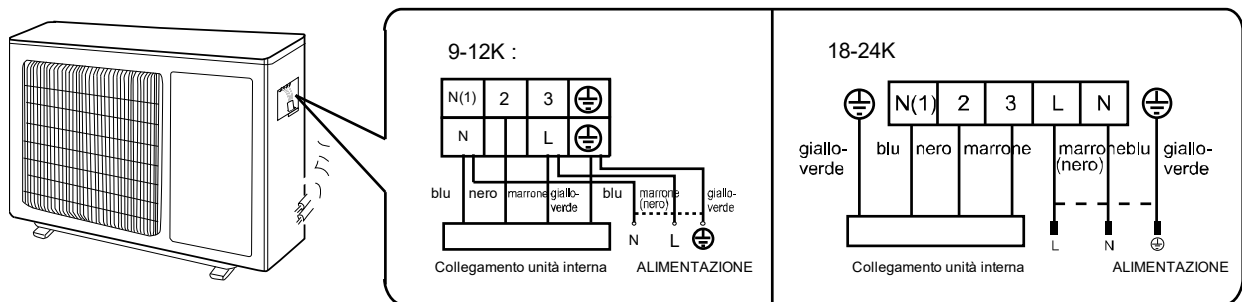 9-12K :
N(1) 2 3
N L
blu nero marrone giallo-verde blu marrone (nero) giallo-verde
N L
Collegamento unità interna ALIMENTAZIONE
18-24K
N(1) 2 3 L N
giallo-verde blu nero marrone marrone (nero) blu giallo-verde
L N
Collegamento unità interna ALIMENTAZIONE